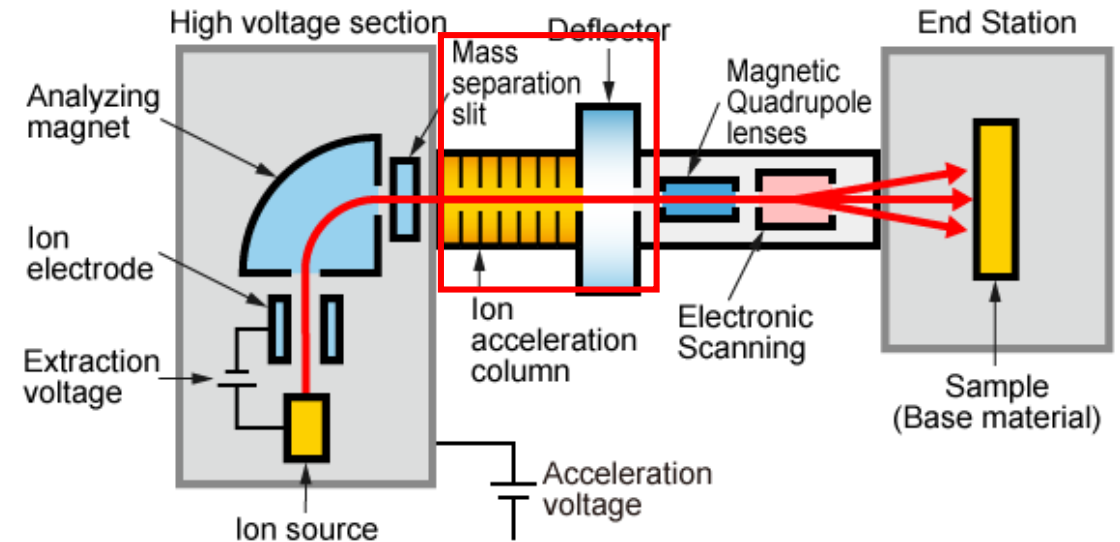 High voltage section
Deflector
End Station
Mass
separation
slit
Magnetic
Quadrupole
lenses
Analyzing
magnet
Ion
electrode
Extraction
voltage
Ion
acceleration
column
Electronic
Scanning
Sample
(Base material)
Acceleration
voltage
Ion source